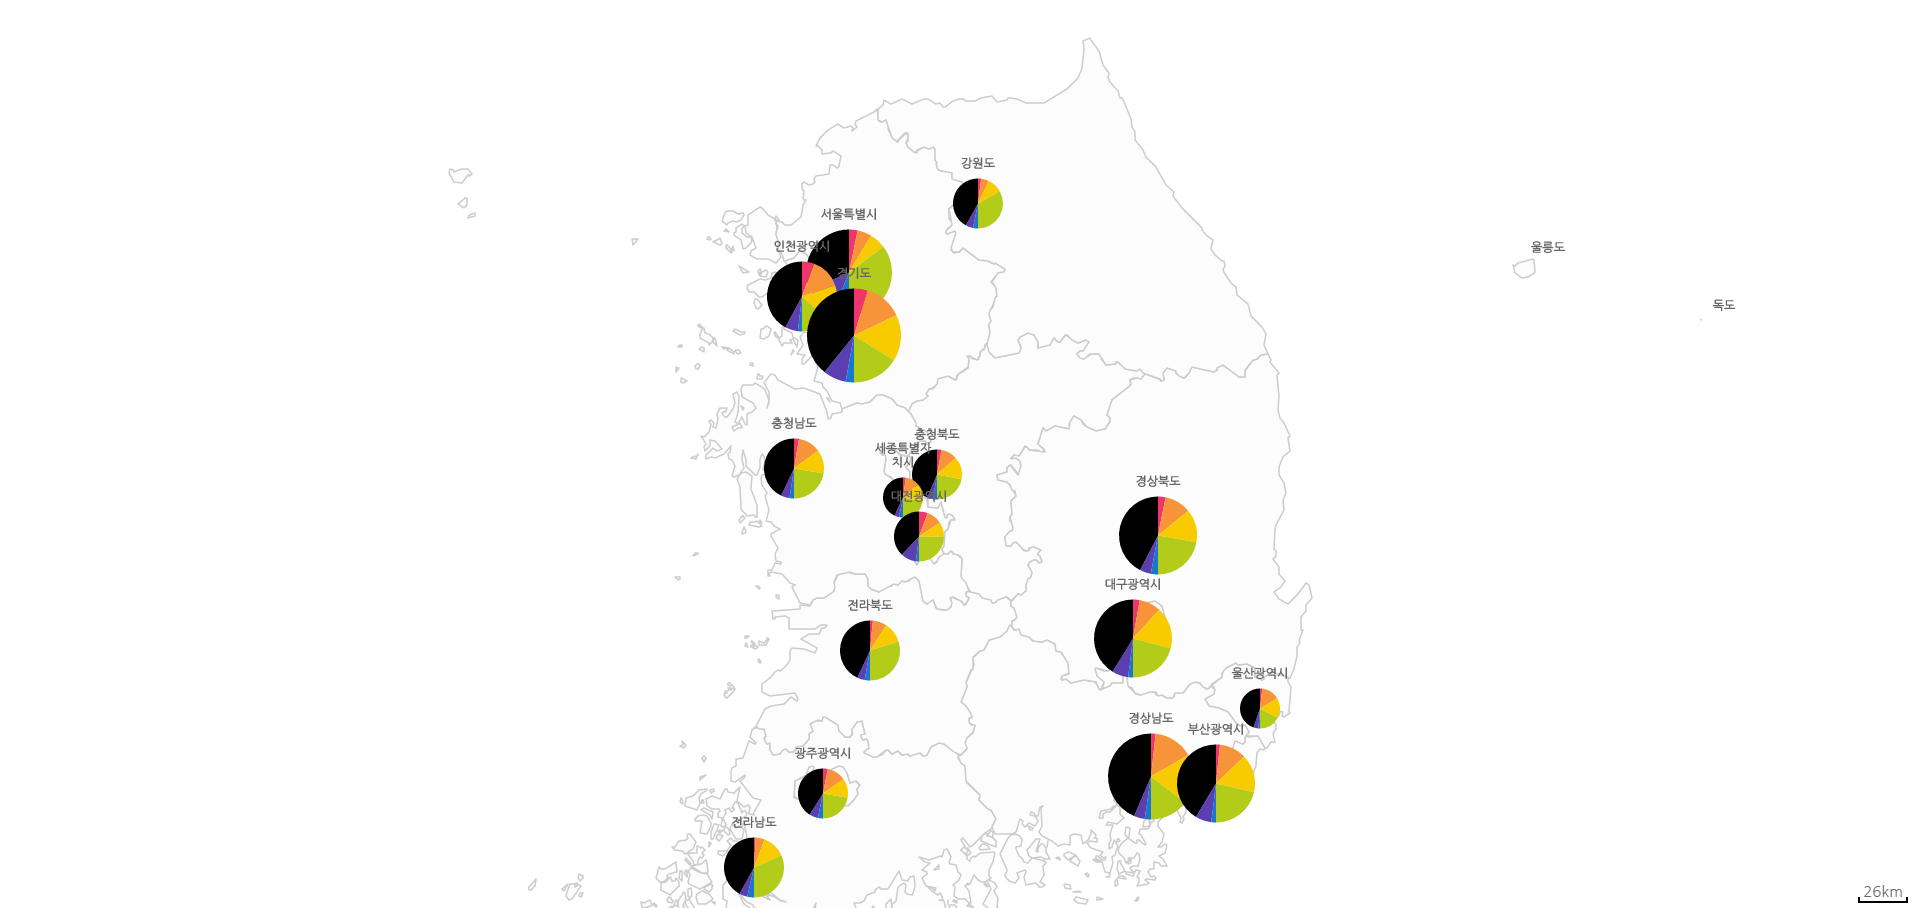 강원도
서울특별시
인천광역시
울릉도
경기도
독도
충청남도
충청북도
세종특별자
치시
경상북도
대전광역시
대구광역시
전라북도
울산광역시
경상남도
부산광역시
광주광역시
전라남도
26km